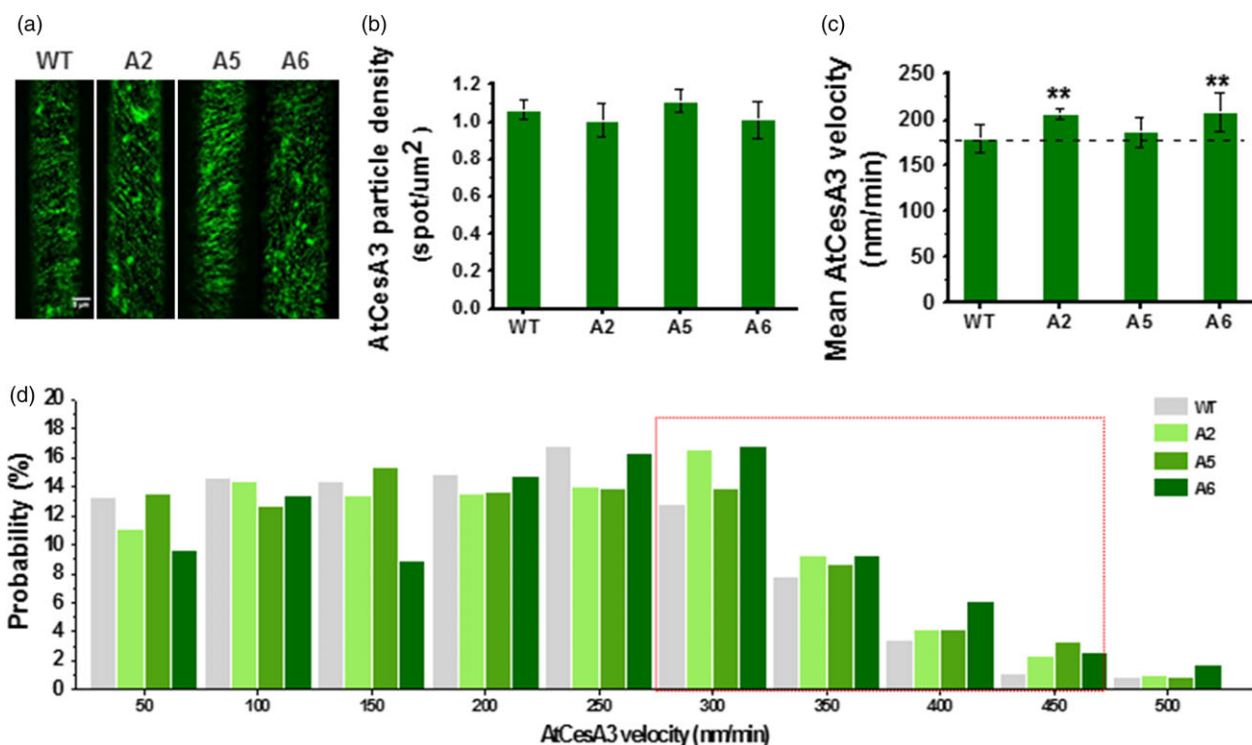 (a)
WT A2 A5 A6
5 μm
(b)
AtCesA3 particle density
(spot/um²)
1.2
1.0
0.8
0.6
0.4
0.2
0.0
WT A2 A5 A6
(c)
Mean AtCesA3 velocity
(nm/min)
250
200
150
100
50
0
** **
WT A2 A5 A6
(d)
Probability (%)
20
18
16
14
12
10
8
6
4
2
0
50 100 150 200 250 300 350 400 450 500
AtCesA3 velocity (nm/min)
WT
A2
A5
A6